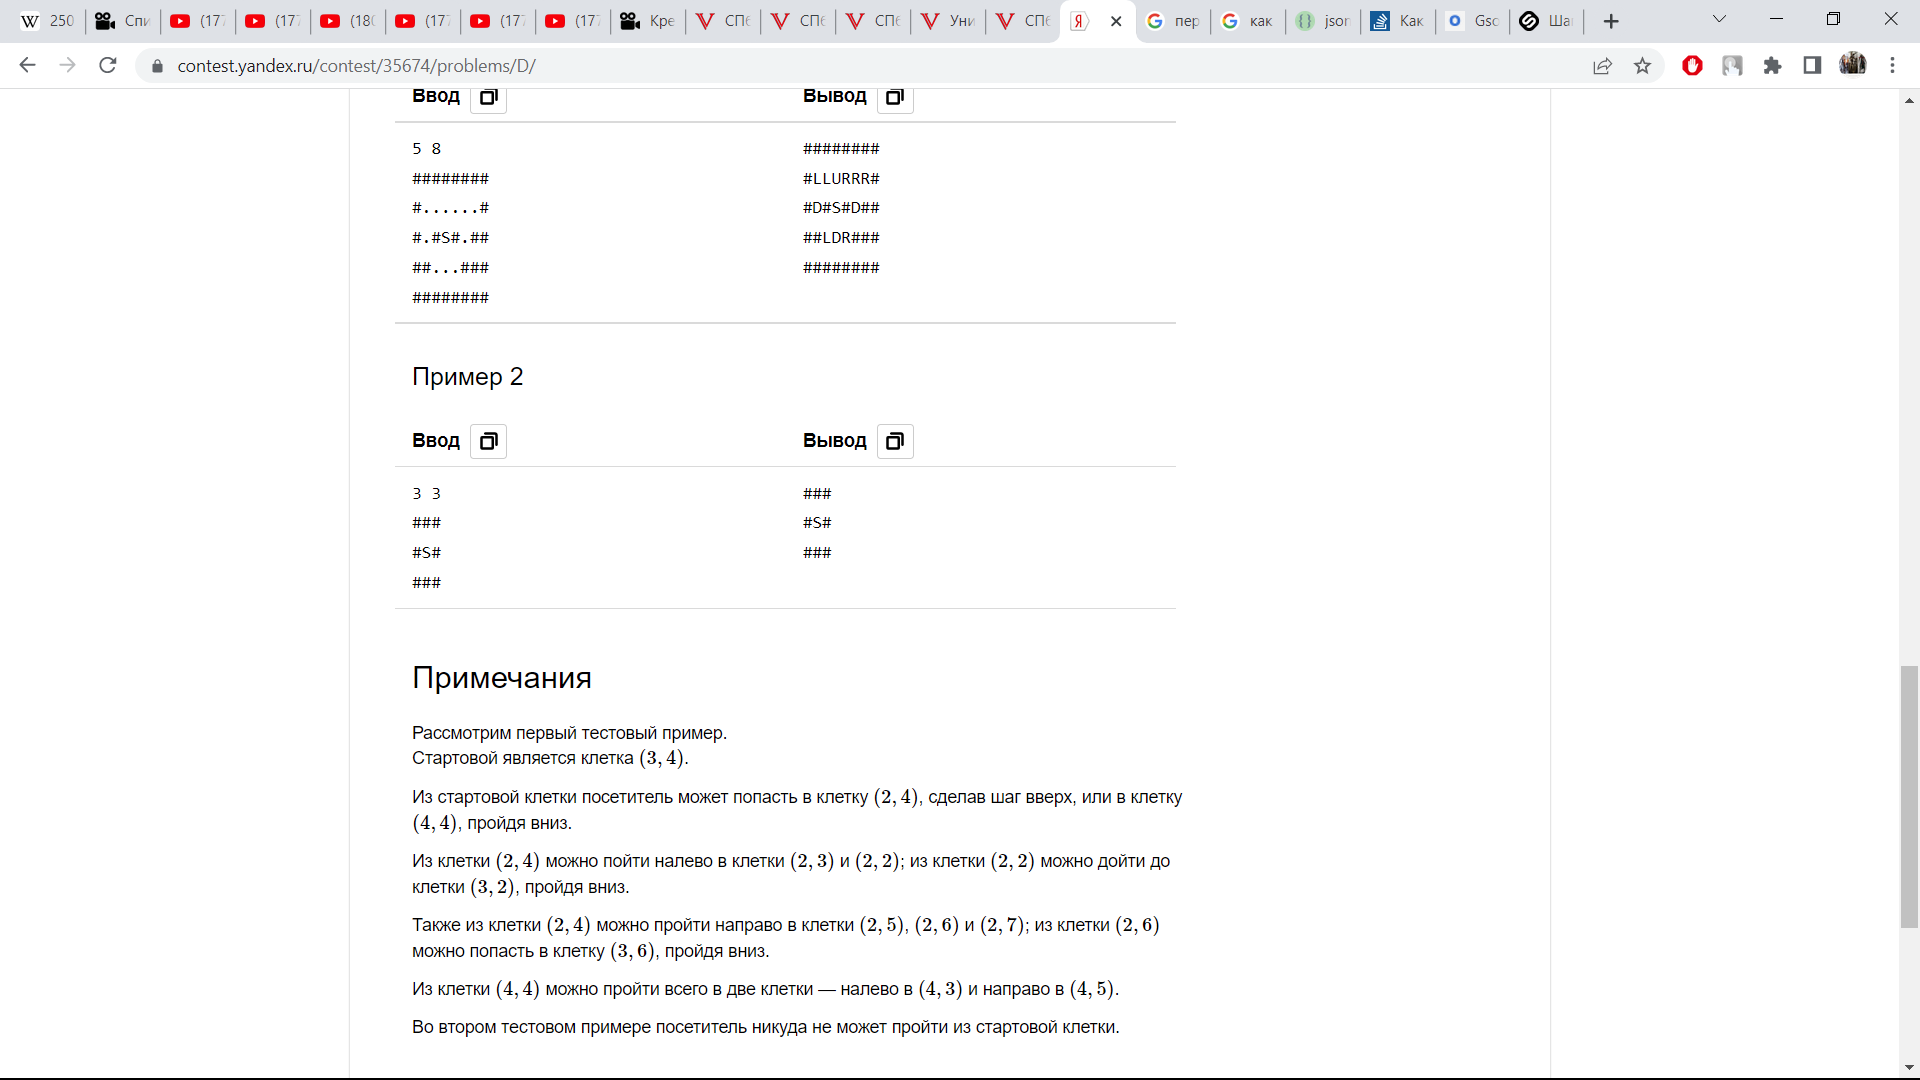 250
Спи
(177
(177
(180
(177
(177
(177
Кре
СПб
СПб
СПб
Уни
СПб
Я
пер
как
{}
json
Как
Gso
Шаг
contest.yandex.ru/contest/35674/problems/D/
Ввод Вывод
5 8 ########
######## #LLURRR#
#......# #D#S#D##
#.#S#.## ##LDR###
##...### ########
########
Пример 2
Ввод Вывод
3 3 ###
### #S#
#S# ###
###
Примечания
Рассмотрим первый тестовый пример.
Стартовой является клетка (3, 4).
Из стартовой клетки посетитель может попасть в клетку (2, 4), сделав шаг вверх, или в клетку
(4, 4), пройдя вниз.
Из клетки (2, 4) можно пойти налево в клетки (2, 3) и (2, 2); из клетки (2, 2) можно дойти до
клетки (3, 2), пройдя вниз.
Также из клетки (2, 4) можно пройти направо в клетки (2, 5), (2, 6) и (2, 7); из клетки (2, 6)
можно попасть в клетку (3, 6), пройдя вниз.
Из клетки (4, 4) можно пройти всего в две клетки — налево в (4, 3) и направо в (4, 5).
Во втором тестовом примере посетитель никуда не может пройти из стартовой клетки.